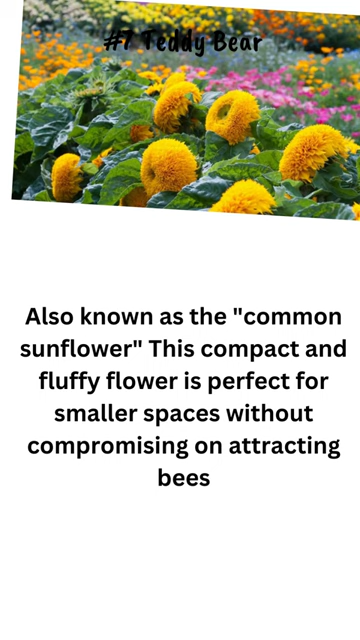 #7 Teddy Bear
Also known as the "common
sunflower" This compact and
fluffy flower is perfect for
smaller spaces without
compromising on attracting
bees